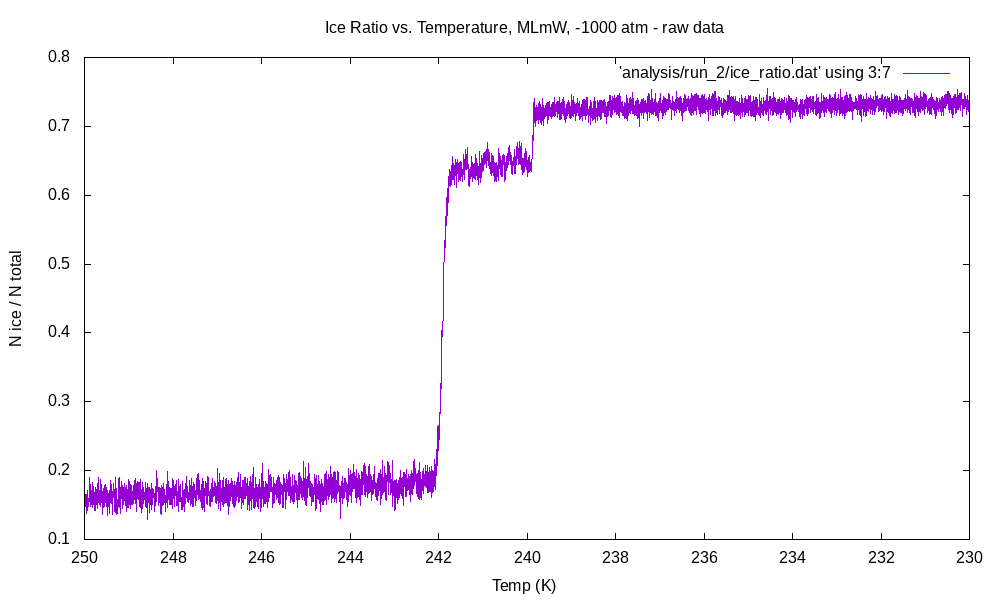 Ice Ratio vs. Temperature, MLmW, -1000 atm - raw data
'analysis/run_2/ice_ratio.dat' using 3:7
0.8
0.7
0.6
0.5
0.4
0.3
0.2
0.1
N ice / N total
250 248 246 244 242 240 238 236 234 232 230
Temp (K)